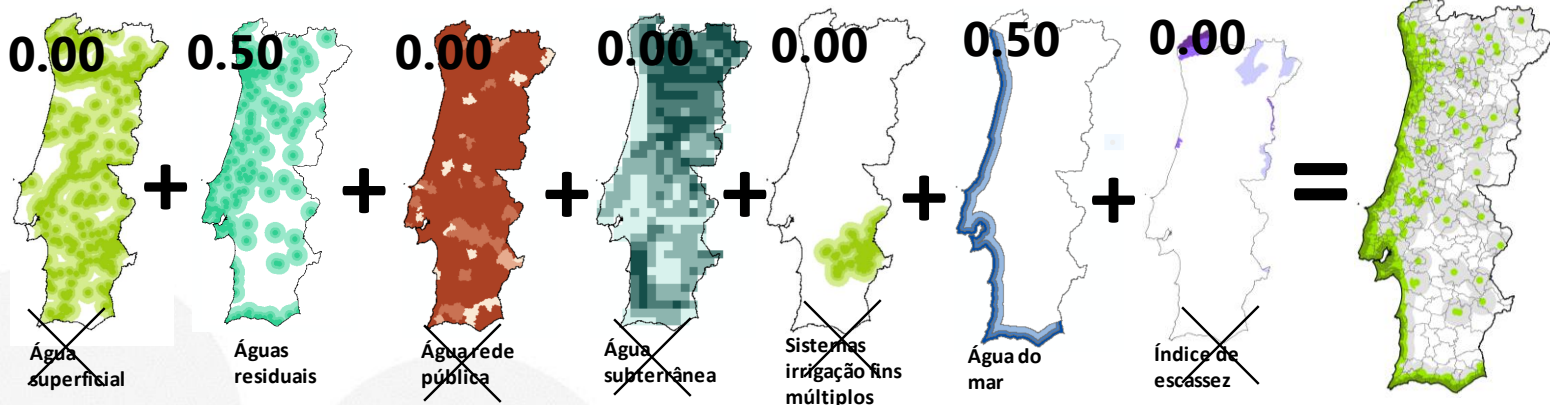 0.00
0.50
0.00
0.00
0.00
0.50
0.00
+
+
+
+
+
+
=
Água
superficial
Águas
residuais
Água rede
pública
Água
subterrânea
Sistemas
irrigação fins
múltiplos
Água do
mar
Índice de
escassez